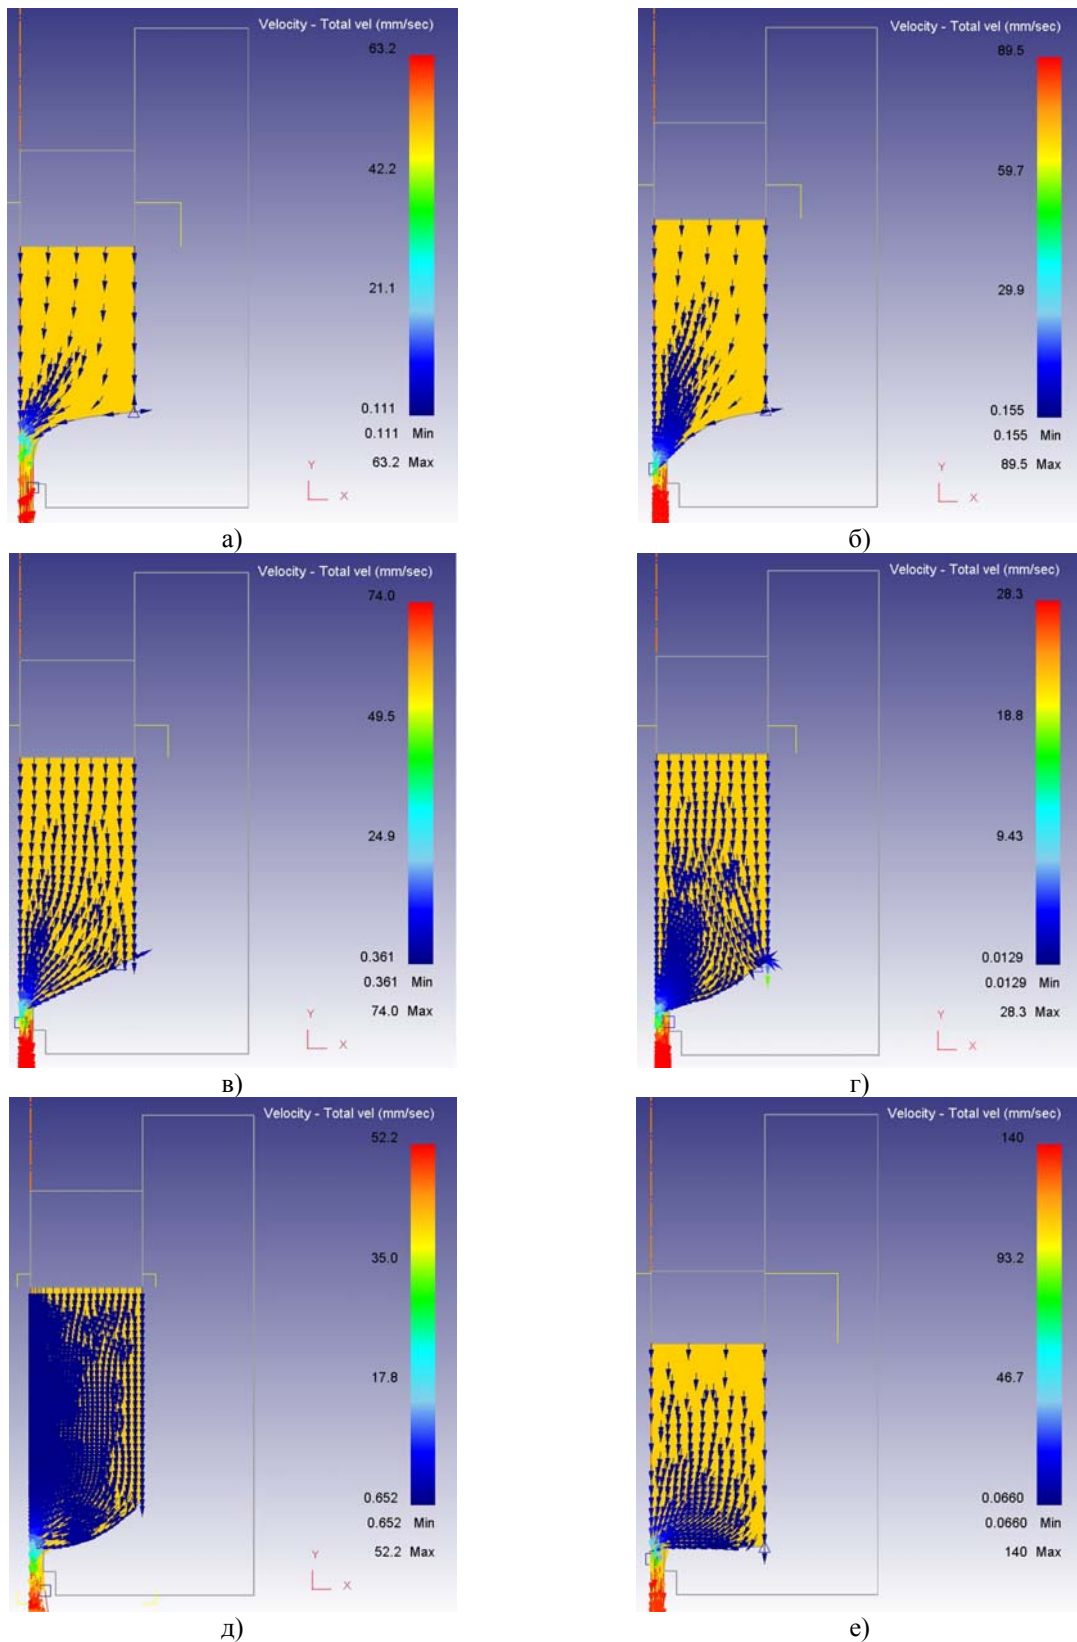 Velocity - Total vel (mm/sec)
63.2
42.2
21.1
0.111
0.111 Min
63.2 Max
Y
X
а)
Velocity - Total vel (mm/sec)
89.5
59.7
29.9
0.155
0.155 Min
89.5 Max
Y
X
б)
Velocity - Total vel (mm/sec)
74.0
49.5
24.9
0.361
0.361 Min
74.0 Max
Y
X
в)
Velocity - Total vel (mm/sec)
28.3
18.8
9.43
0.0129
0.0129 Min
28.3 Max
Y
X
г)
Velocity - Total vel (mm/sec)
52.2
35.0
17.8
0.652
0.652 Min
52.2 Max
Y
X
д)
Velocity - Total vel (mm/sec)
140
93.2
46.7
0.0660
0.0660 Min
140 Max
Y
X
е)